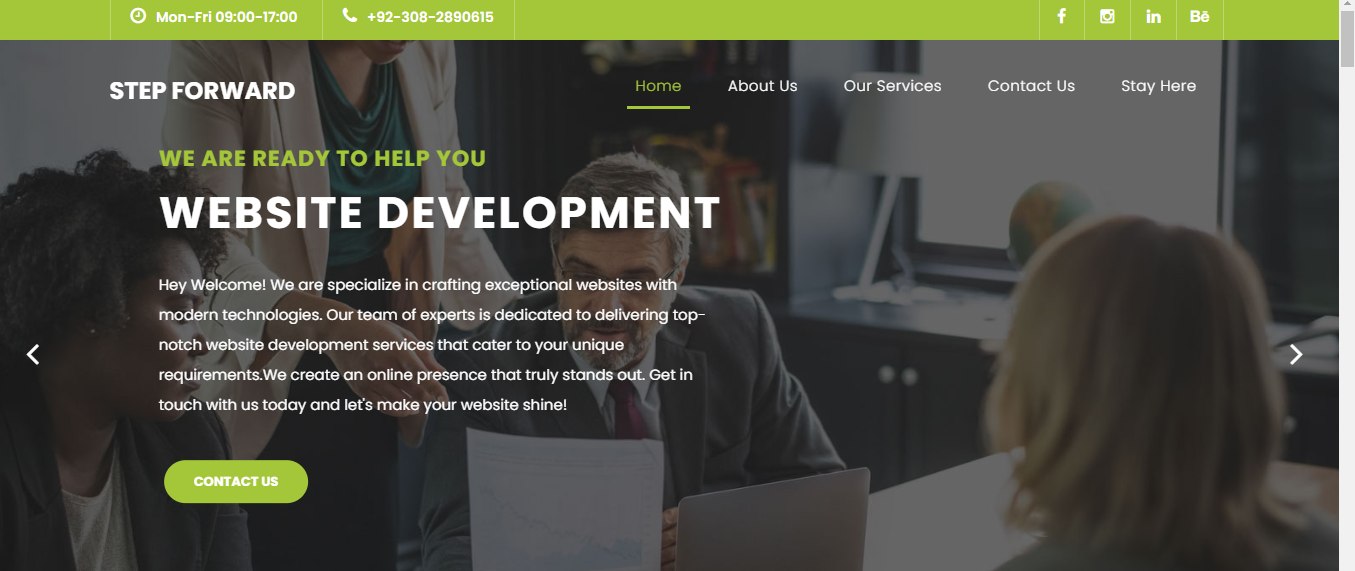 Mon-Fri 09:00-17:00 +92-308-2890615 Bē
STEP FORWARD Home About Us Our Services Contact Us Stay Here
WE ARE READY TO HELP YOU
WEBSITE DEVELOPMENT
Hey Welcome! We are specialize in crafting exceptional websites with
modern technologies. Our team of experts is dedicated to delivering top-
notch website development services that cater to your unique
requirements.We create an online presence that truly stands out. Get in
touch with us today and let's make your website shine!
CONTACT US